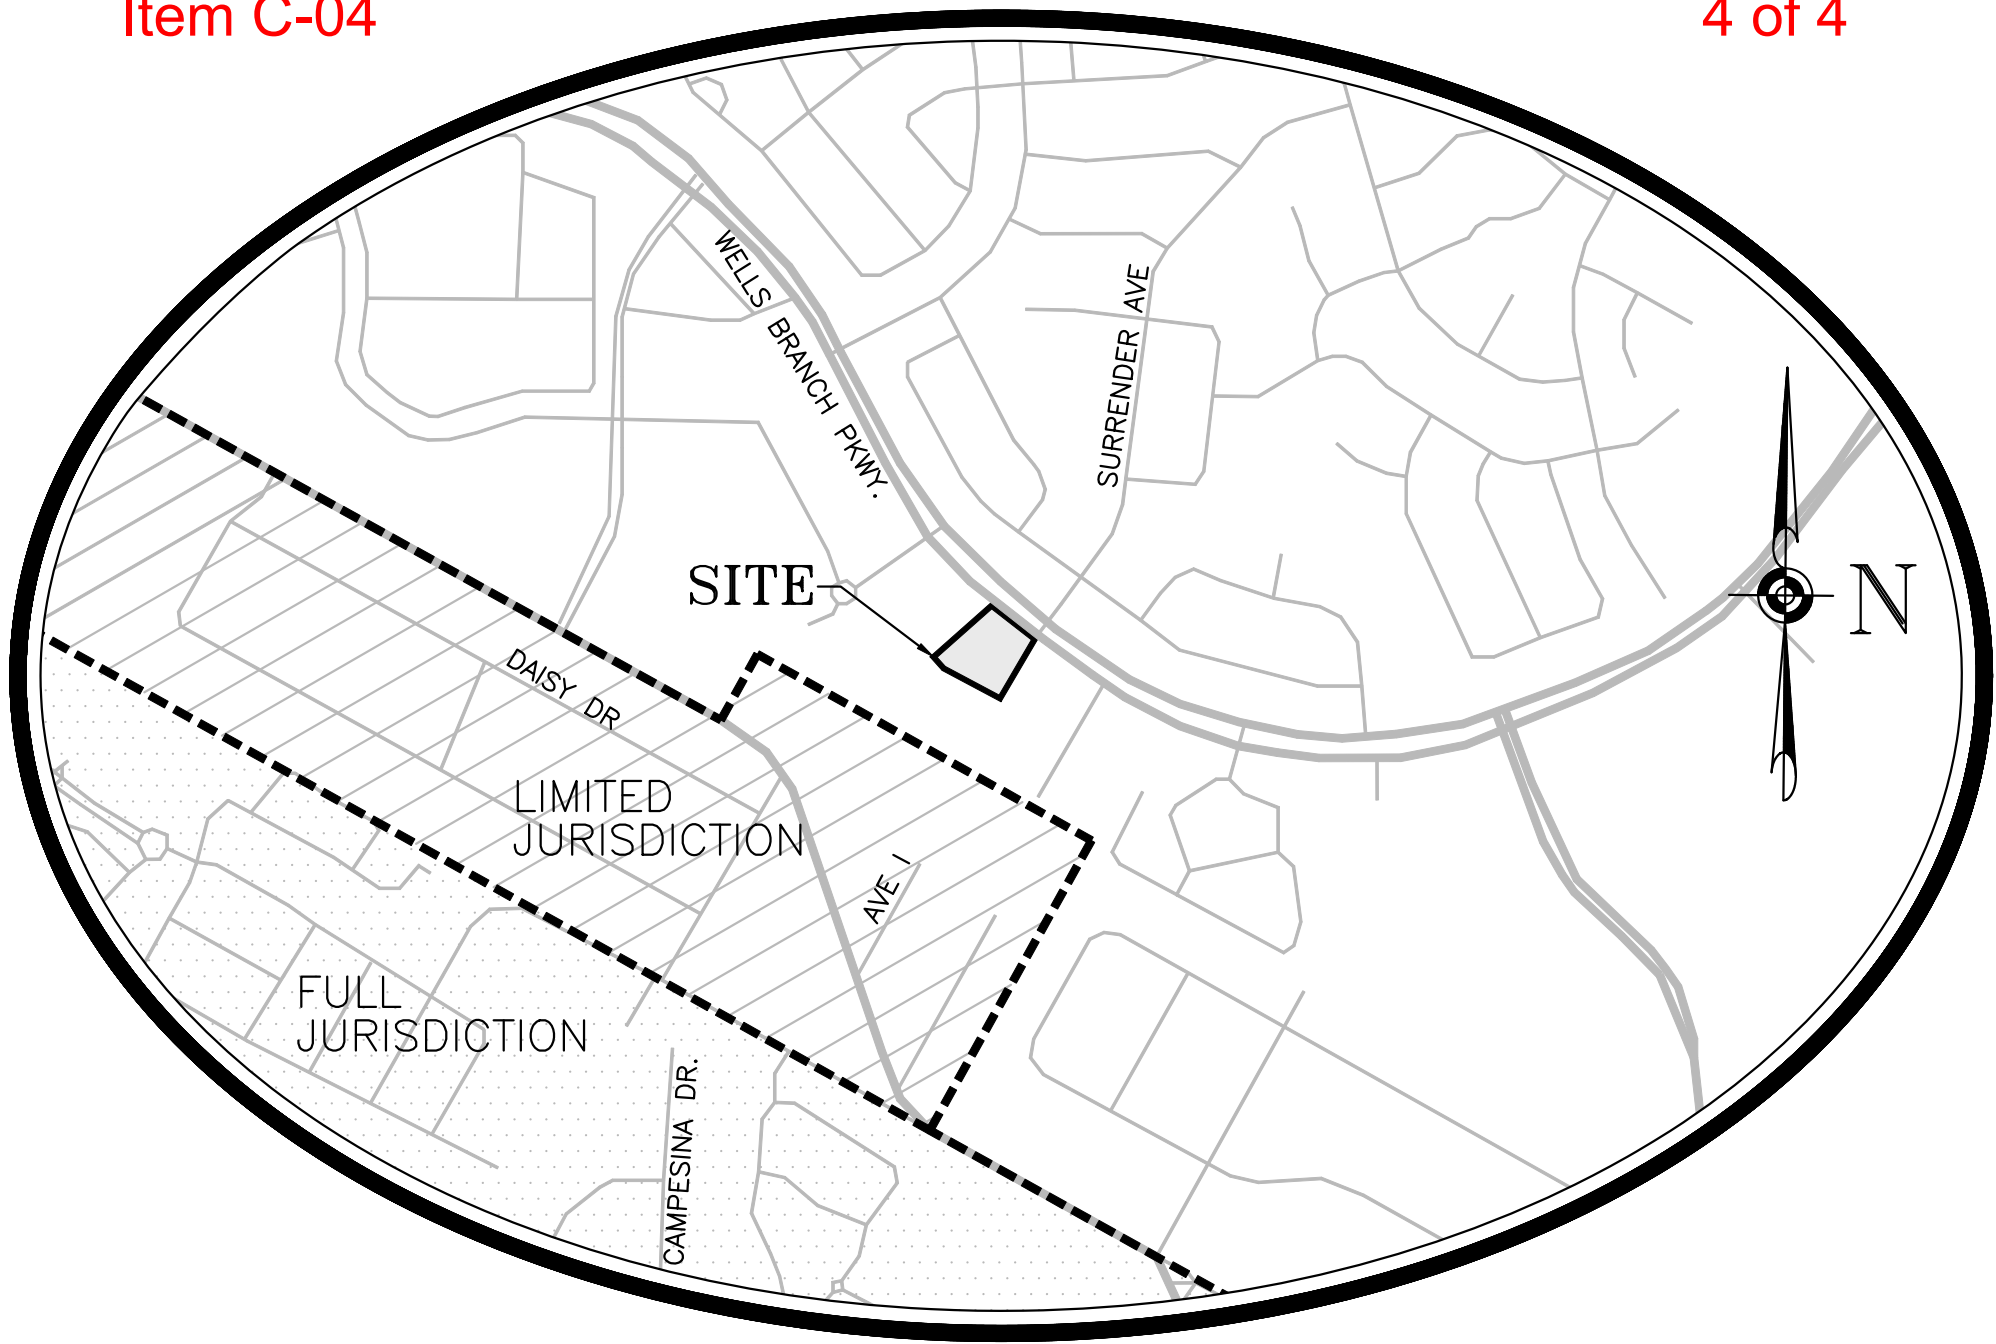 Item C-04
4 of 4
WELLS BRANCH PKWY.
SURRENDER AVE
SITE
N
DAISY DR
LIMITED
JURISDICTION
AVE I
FULL
JURISDICTION
CAMPESINA DR.